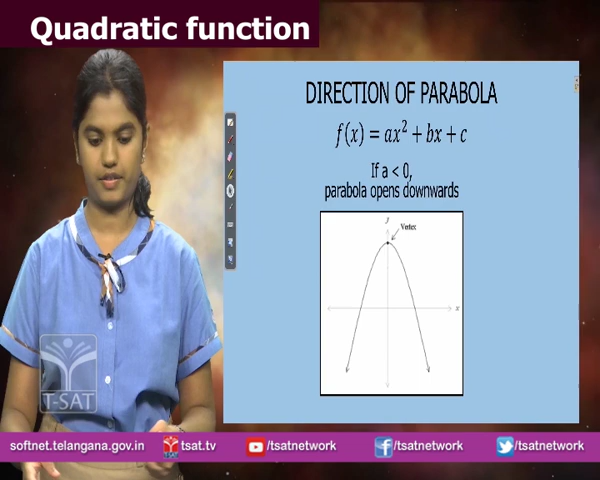 Quadratic function
DIRECTION OF PARABOLA
f(x) = ax² + bx + c
If a < 0,
parabola opens downwards
y
Vertex
x
T-SAT
softnet.telangana.gov.in
tsat.tv
/tsatnetwork
/tsatnetwork
/tsatnetwork